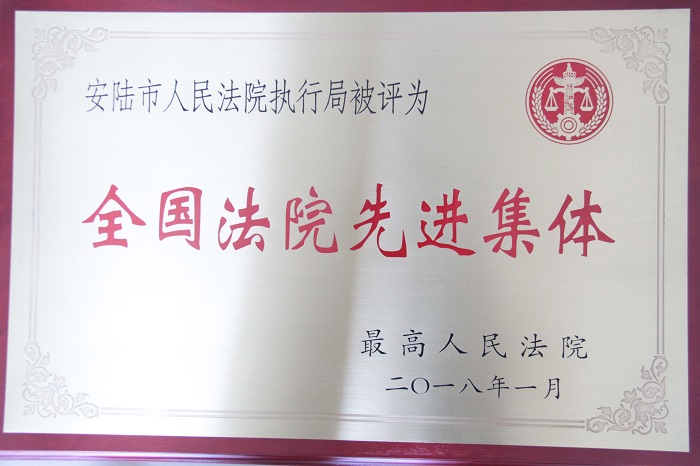 安陆市人民法院执行局被评为
全国法院先进集体
最高人民法院
二〇一八年一月